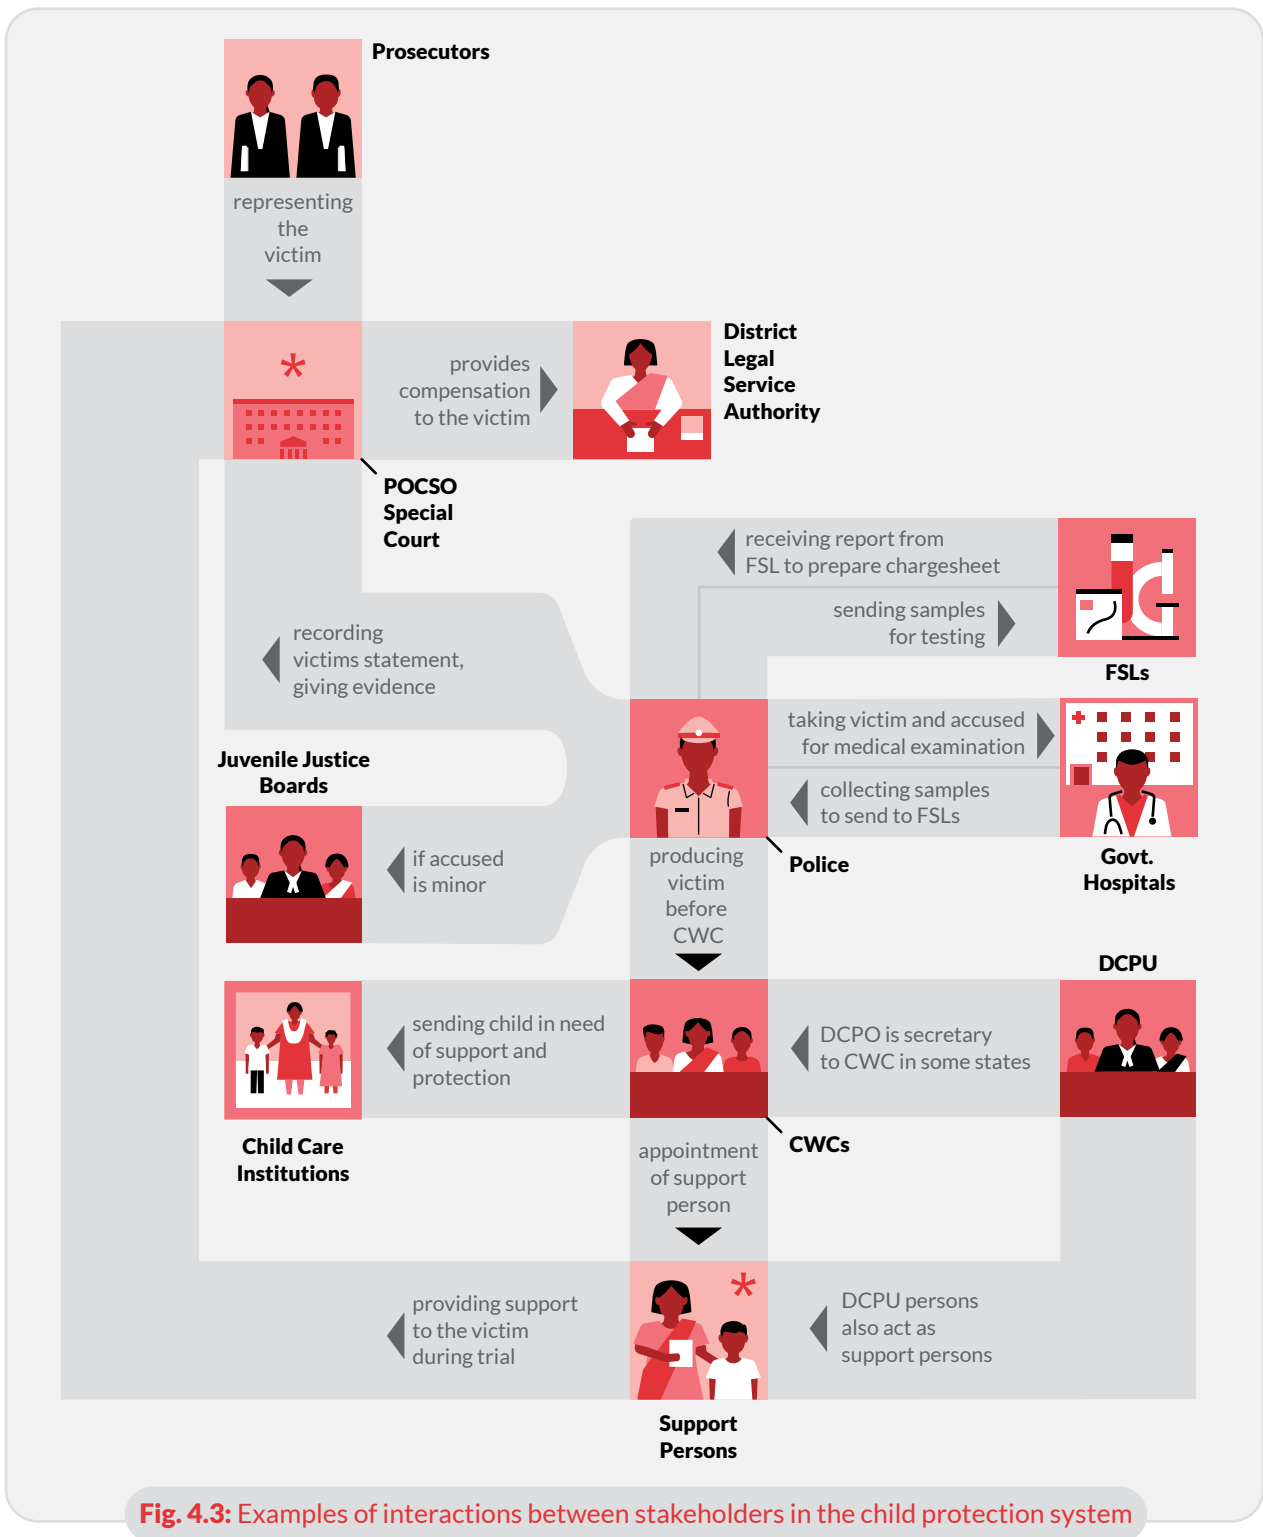 Prosecutors
representing
the
victim
provides
compensation
to the victim
District
Legal
Service
Authority
*
POCSO
Special
Court
receiving report from
FSL to prepare chargesheet
sending samples
for testing
FSLs
recording
victims statement,
giving evidence
taking victim and accused
for medical examination
collecting samples
to send to FSLs
Juvenile Justice
Boards
if accused
is minor
Police
Govt.
Hospitals
producing
victim
before
CWC
DCPU
sending child in need
of support and
protection
DCPO is secretary
to CWC in some states
Child Care
Institutions
CWCs
appointment
of support
person
providing support
to the victim
during trial
*
DCPU persons
also act as
support persons
Support
Persons
Fig. 4.3: Examples of interactions between stakeholders in the child protection system